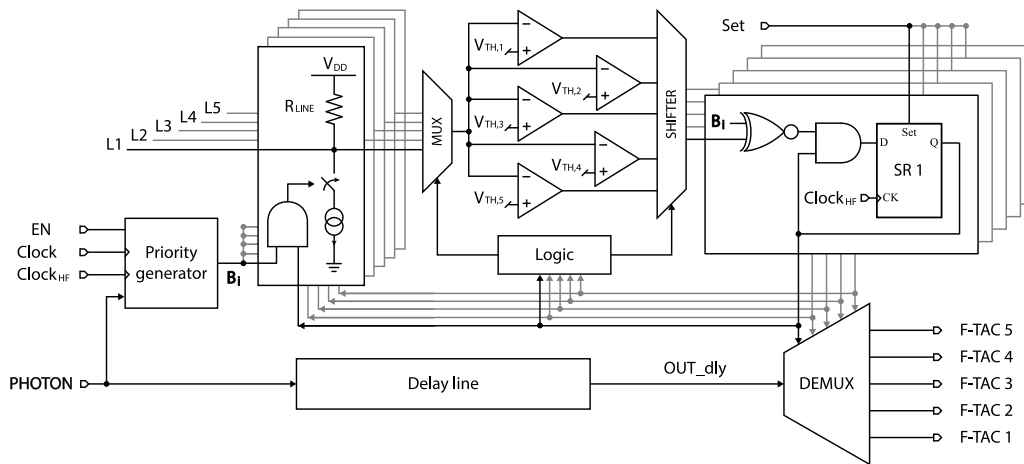 Set
V_DD
V_TH,1
R_LINE
V_TH,2
L5
L4
L3
L2
L1
MUX
V_TH,3
SHIFTER
B_i
Set
D
Q
V_TH,4
SR 1
V_TH,5
Clock_HF
CK
EN
Clock
Clock_HF
Priority
generator
B_i
Logic
PHOTON
Delay line
OUT_dly
DEMUX
F-TAC 5
F-TAC 4
F-TAC 3
F-TAC 2
F-TAC 1